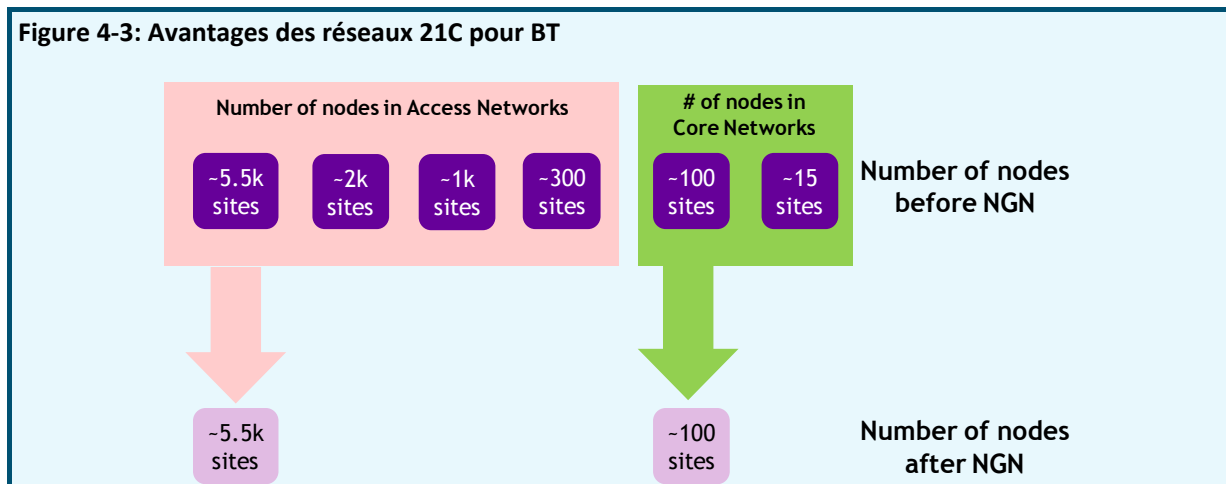 Figure 4-3: Avantages des réseaux 21C pour BT
Number of nodes in Access Networks
# of nodes in
Core Networks
~5.5k
sites
~2k
sites
~1k
sites
~300
sites
~100
sites
~15
sites
Number of nodes
before NGN
~5.5k
sites
~100
sites
Number of nodes
after NGN